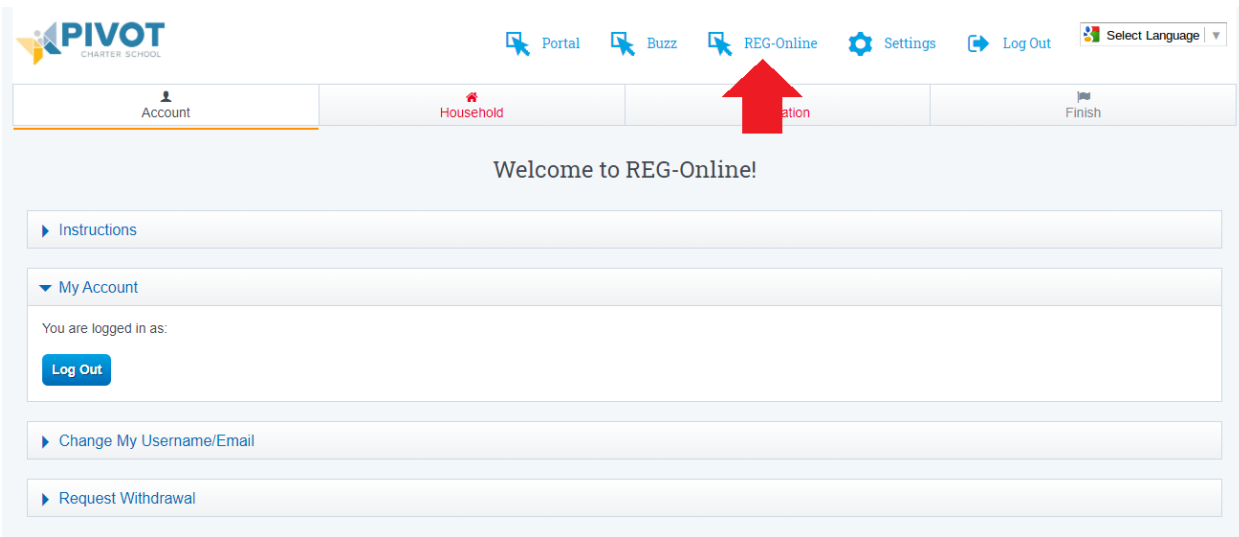 PIVOT
CHARTER SCHOOL
Portal
Buzz
REG-Online
Settings
Log Out
Select Language
Account
Household
Finish
Welcome to REG-Online!
Instructions
My Account
You are logged in as:
Log Out
Change My Username/Email
Request Withdrawal